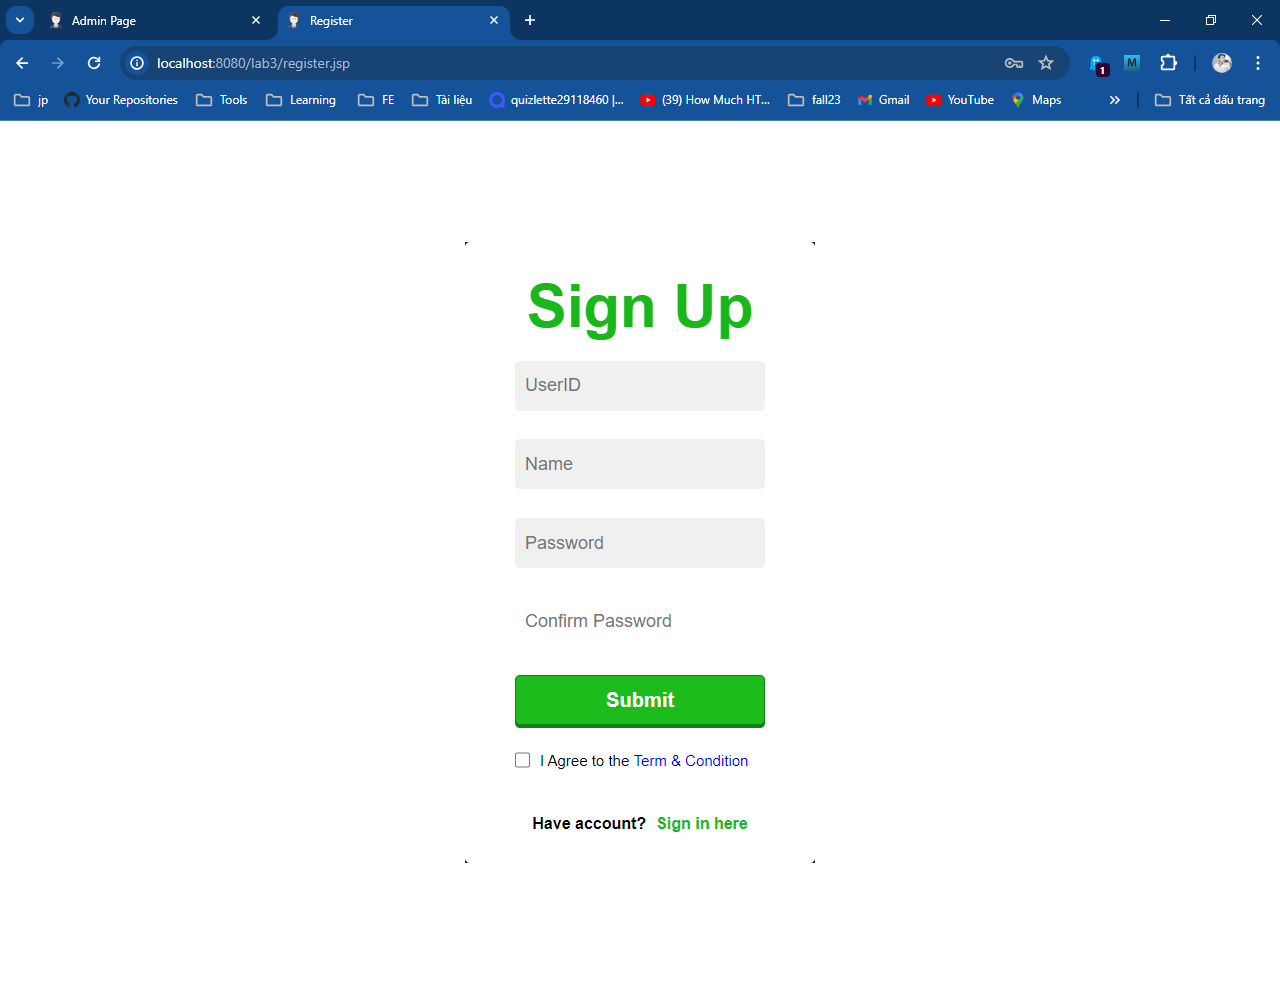 Admin Page
Register
localhost:8080/lab3/register.jsp
1
M
jp
Your Repositories
Tools
Learning
FE
Tài liệu
quizlette29118460 |...
(39) How Much HT...
fall23
Gmail
YouTube
Maps
Tất cả dấu trang
Sign Up
UserID
Name
Password
Confirm Password
Submit
I Agree to the Term & Condition
Have account? Sign in here